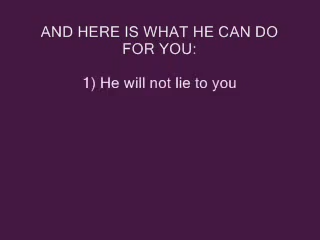 AND HERE IS WHAT HE CAN DO
FOR YOU:
1) He will not lie to you